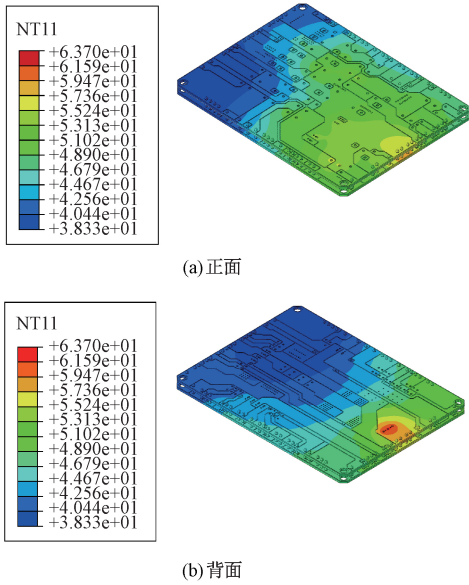 NT11
+6.370e+01
+6.159e+01
+5.947e+01
+5.736e+01
+5.524e+01
+5.313e+01
+5.102e+01
+4.890e+01
+4.679e+01
+4.467e+01
+4.256e+01
+4.044e+01
+3.833e+01
(a)正面
NT11
+6.370e+01
+6.159e+01
+5.947e+01
+5.736e+01
+5.524e+01
+5.313e+01
+5.102e+01
+4.890e+01
+4.679e+01
+4.467e+01
+4.256e+01
+4.044e+01
+3.833e+01
(b)背面